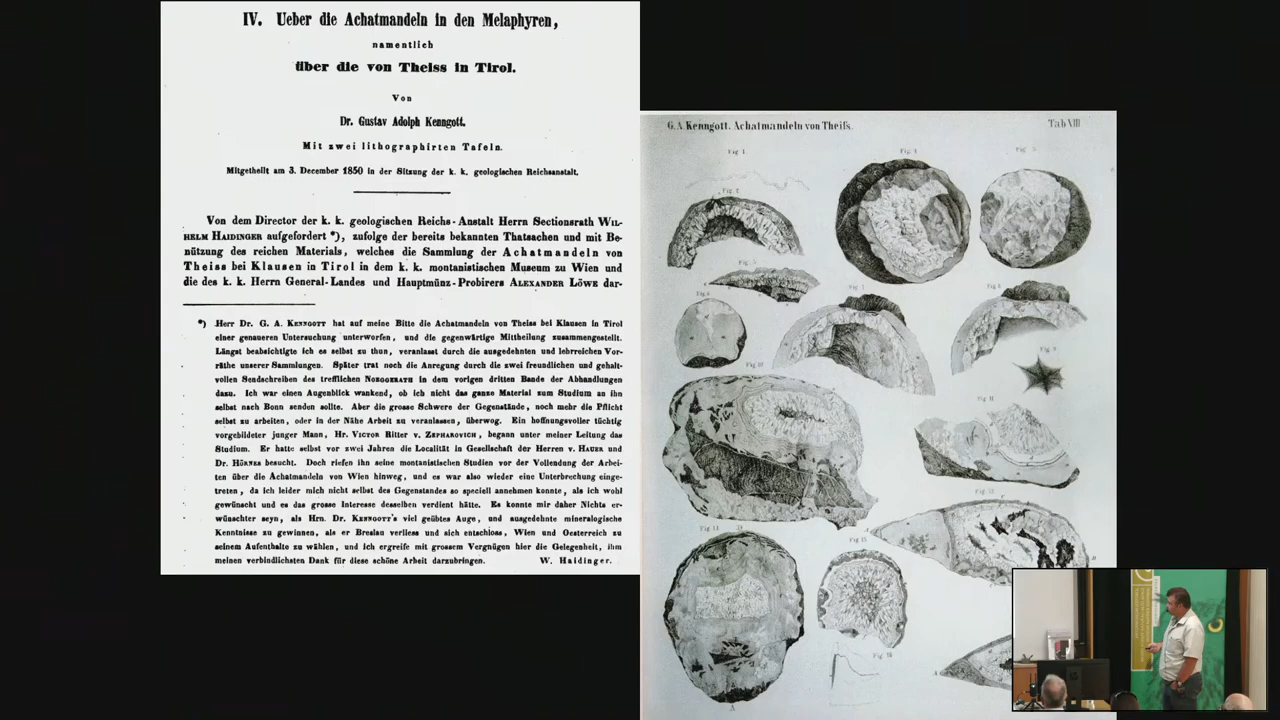 IV. Ueber die Achatmandeln in den Melaphyren,
namentlich
über die von Theiss in Tirol.
Von
Dr. Gustav Adolph Kenngott.
Mit zwei lithographirten Tafeln.
Mitgetheilt am 3. December 1850 in der Sitzung der k. k. geologischen Reichsanstalt.
Von dem Director der k. k. geologischen Reichs-Anstalt Herrn Sectionsrath WIL-
HELM HAIDINGER aufgefordert *), zufolge der bereits bekannten Thatsachen und mit Be-
nützung des reichen Materials, welches die Sammlung der Achatmandeln von
Theiss bei Klausen in Tirol in dem k. k. montanistischen Museum zu Wien und
die des k. k. Herrn General-Landes und Hauptmünz-Probirers ALEXANDER LÖWE dar-
*) Herr Dr. G. A. KENNGOTT hat auf meine Bitte die Achatmandeln von Theiss bei Klausen in Tirol
einer genaueren Untersuchung unterworfen, und die gegenwärtige Mittheilung zusammengestellt.
Längst beabsichtigte ich es selbst zu thun, veranlasst durch die ausgedehnten und lehrreichen Vor-
räthe unserer Sammlungen. Später trat noch die Anregung durch die zwei freundlichen und gehalt-
vollen Sendschreiben des trefflichen NOEGGERATH in dem vorigen dritten Bande der Abhandlungen
dazu. Ich war einen Augenblick wankend, ob ich nicht das ganze Material zum Studium an ihn
selbst nach Bonn senden sollte. Aber die grosse Schwere der Gegenstände, noch mehr die Pflicht
selbst zu arbeiten, oder in der Nähe Arbeit zu veranlassen, überwog. Ein hoffnungsvoller tüchtig
vorgebildeter junger Mann, Hr. VICTOR Ritter v. ZEPHAROVICH, begann unter meiner Leitung das
Studium. Er hatte selbst vor zwei Jahren die Localität in Gesellschaft der Herren v. HAUER und
Dr. HÖRNES besucht. Doch riefen ihn seine montanistischen Studien vor der Vollendung der Arbei-
ten über die Achatmandeln von Wien hinweg, und es war also wieder eine Unterbrechung einge-
treten, da ich leider mich nicht selbst des Gegenstandes so speciell annehmen konnte, als ich wohl
gewünscht und es das grosse Interesse desselben verdient hätte. Es konnte mir daher Nichts er-
wünschter seyn, als Hrn. Dr. KENNGOTT's viel geübtes Auge, und ausgedehnte mineralogische
Kenntnisse zu gewinnen, als er Breslau verliess und sich entschloss, Wien und Oesterreich zu
seinem Aufenthalte zu wählen, und ich ergreife mit grossem Vergnügen hier die Gelegenheit, ihm
meinen verbindlichsten Dank für diese schöne Arbeit darzubringen. W. Haidinger.
G. A. Kenngott. Achatmandeln von Theiſs.
Tab VIII
Fig 1.
Fig. 2
Fig 10
Fig. 11
Fig 14
Fig 15
Fig 16